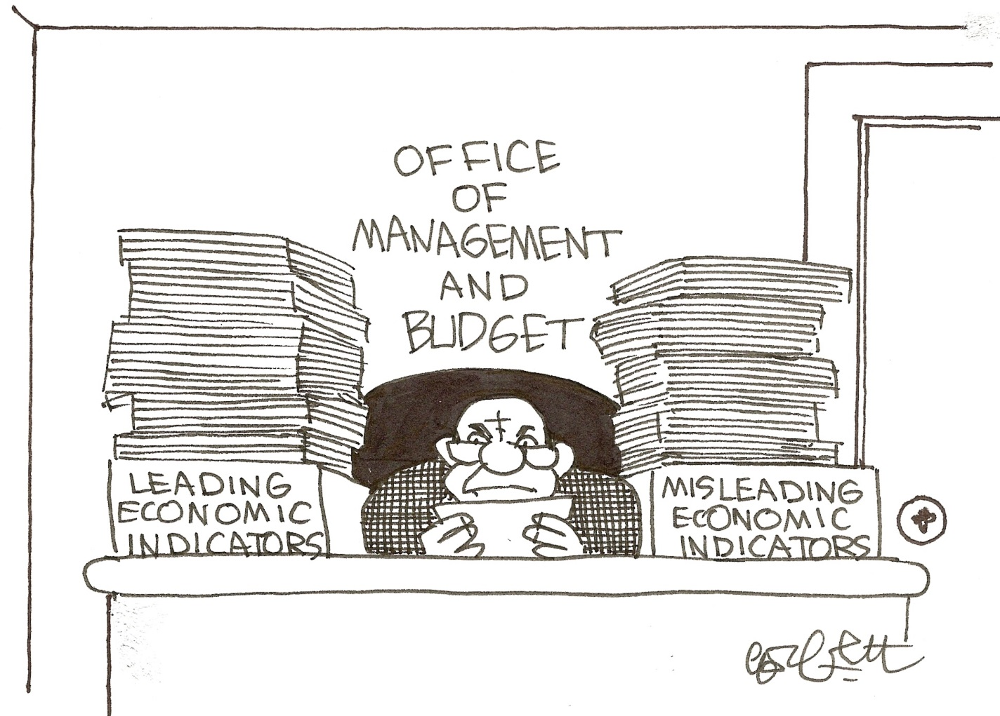 OFFICE
OF
MANAGEMENT
AND
BUDGET
LEADING
ECONOMIC
INDICATORS
MISLEADING
ECONOMIC
INDICATORS